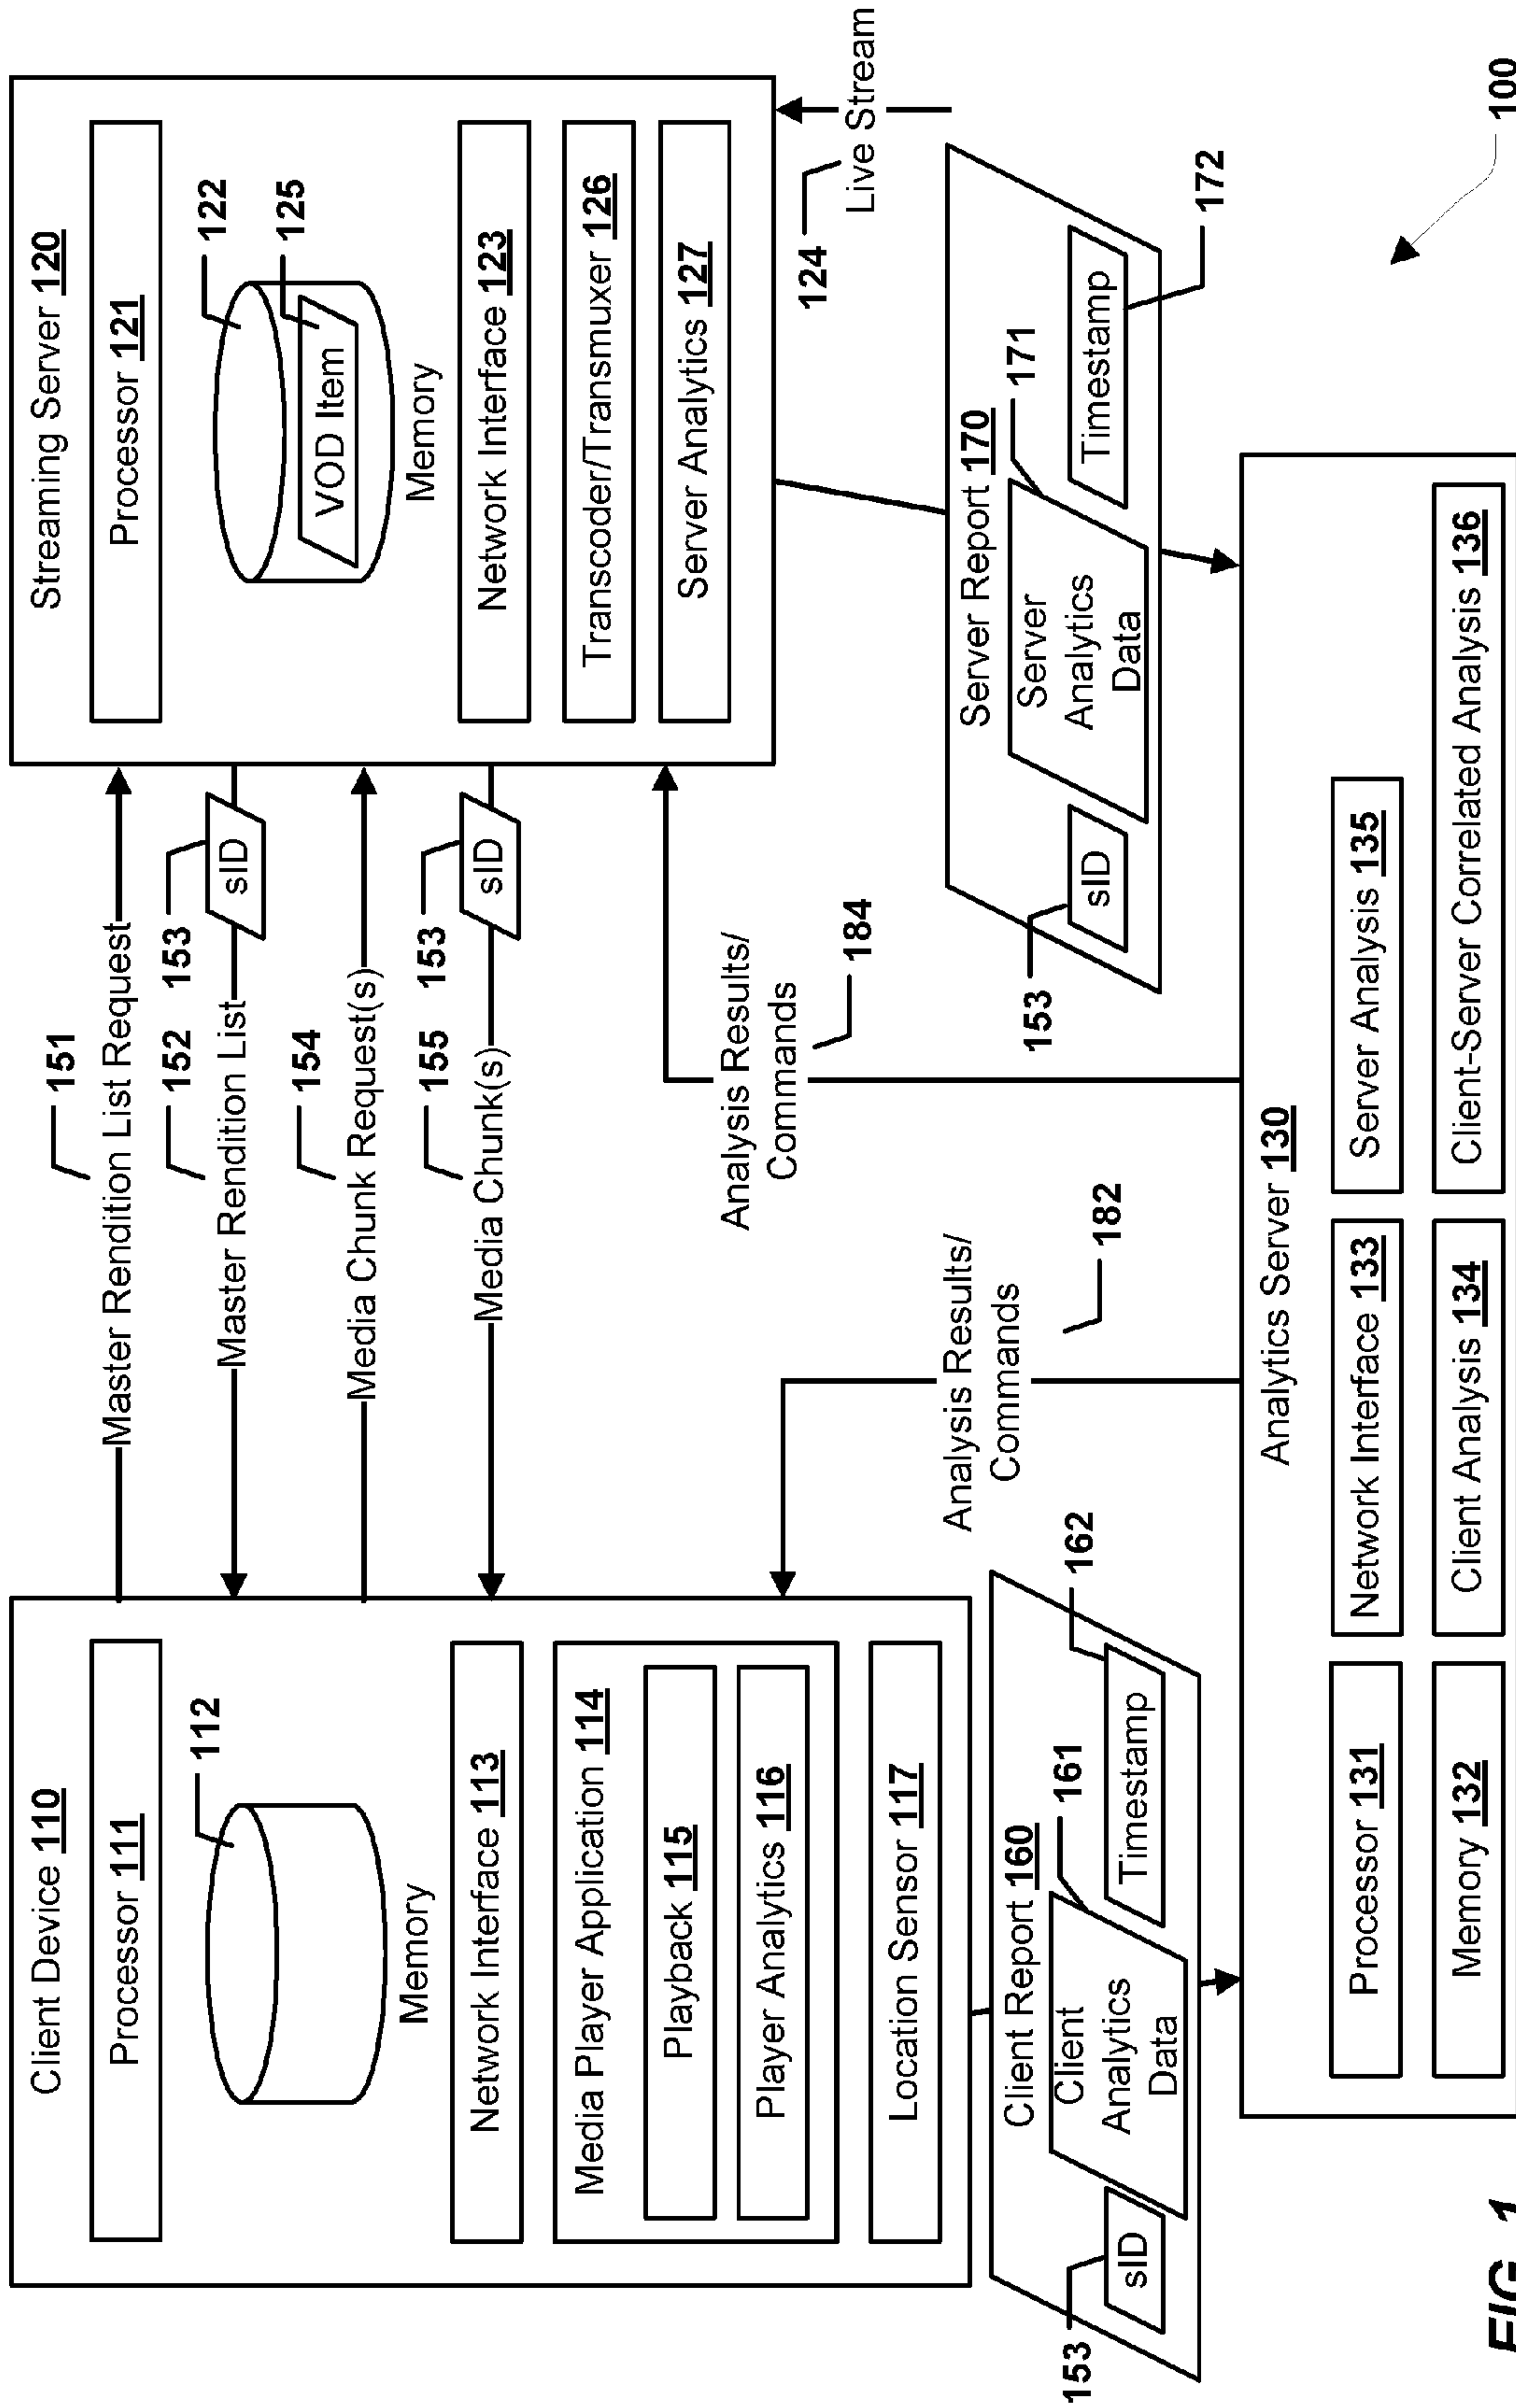 Client Device 110
Processor 111
112
Memory
Network Interface 113
Media Player Application 114
Playback 115
Player Analytics 116
Location Sensor 117
151
Master Rendition List Request
152
153
Master Rendition List
sID
154
Media Chunk Request(s)
155
153
Media Chunk(s)
sID
Streaming Server 120
Processor 121
122
125
VOD Item
Memory
Network Interface 123
Transcoder/Transmuxer 126
Server Analytics 127
124
Live Stream
Analysis Results/
Commands
184
Analysis Results/
Commands
182
Client Report 160
161
162
153
sID
Client
Analytics
Data
Timestamp
Server Report 170
171
172
153
sID
Server
Analytics
Data
Timestamp
Analytics Server 130
Processor 131
Network Interface 133
Server Analysis 135
Memory 132
Client Analysis 134
Client-Server Correlated Analysis 136
100
FIG. 1